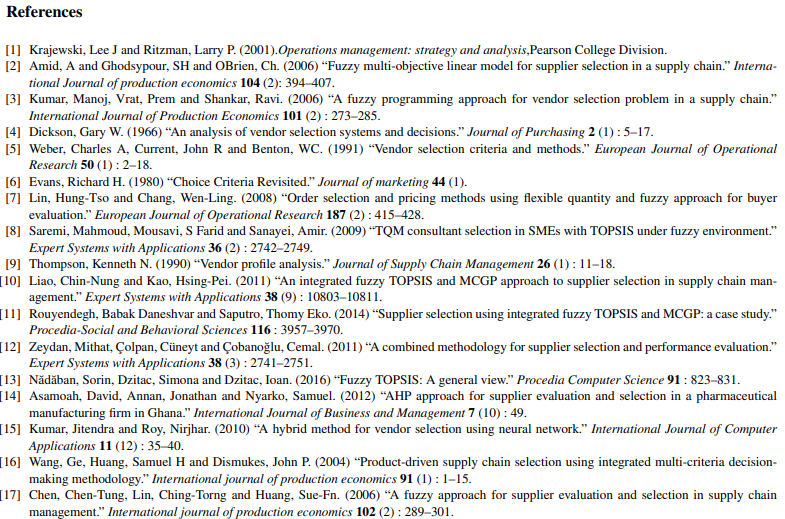 References
[1] Krajewski, Lee J and Ritzman, Larry P. (2001).Operations management: strategy and analysis,Pearson College Division.
[2] Amid, A and Ghodsypour, SH and OBrien, Ch. (2006) “Fuzzy multi-objective linear model for supplier selection in a supply chain.” Interna-
tional Journal of production economics 104 (2): 394–407.
[3] Kumar, Manoj, Vrat, Prem and Shankar, Ravi. (2006) “A fuzzy programming approach for vendor selection problem in a supply chain.”
International Journal of Production Economics 101 (2) : 273–285.
[4] Dickson, Gary W. (1966) “An analysis of vendor selection systems and decisions.” Journal of Purchasing 2 (1) : 5–17.
[5] Weber, Charles A, Current, John R and Benton, WC. (1991) “Vendor selection criteria and methods.” European Journal of Operational
Research 50 (1) : 2–18.
[6] Evans, Richard H. (1980) “Choice Criteria Revisited.” Journal of marketing 44 (1).
[7] Lin, Hung-Tso and Chang, Wen-Ling. (2008) “Order selection and pricing methods using flexible quantity and fuzzy approach for buyer
evaluation.” European Journal of Operational Research 187 (2) : 415–428.
[8] Saremi, Mahmoud, Mousavi, S Farid and Sanayei, Amir. (2009) “TQM consultant selection in SMEs with TOPSIS under fuzzy environment.”
Expert Systems with Applications 36 (2) : 2742–2749.
[9] Thompson, Kenneth N. (1990) “Vendor profile analysis.” Journal of Supply Chain Management 26 (1) : 11–18.
[10] Liao, Chin-Nung and Kao, Hsing-Pei. (2011) “An integrated fuzzy TOPSIS and MCGP approach to supplier selection in supply chain man-
agement.” Expert Systems with Applications 38 (9) : 10803–10811.
[11] Rouyendegh, Babak Daneshvar and Saputro, Thomy Eko. (2014) “Supplier selection using integrated fuzzy TOPSIS and MCGP: a case study.”
Procedia-Social and Behavioral Sciences 116 : 3957–3970.
[12] Zeydan, Mithat, Çolpan, Cüneyt and Çobanoğlu, Cemal. (2011) “A combined methodology for supplier selection and performance evaluation.”
Expert Systems with Applications 38 (3) : 2741–2751.
[13] Nădăban, Sorin, Dzitac, Simona and Dzitac, Ioan. (2016) “Fuzzy TOPSIS: A general view.” Procedia Computer Science 91 : 823–831.
[14] Asamoah, David, Annan, Jonathan and Nyarko, Samuel. (2012) “AHP approach for supplier evaluation and selection in a pharmaceutical
manufacturing firm in Ghana.” International Journal of Business and Management 7 (10) : 49.
[15] Kumar, Jitendra and Roy, Nirjhar. (2010) “A hybrid method for vendor selection using neural network.” International Journal of Computer
Applications 11 (12) : 35–40.
[16] Wang, Ge, Huang, Samuel H and Dismukes, John P. (2004) “Product-driven supply chain selection using integrated multi-criteria decision-
making methodology.” International journal of production economics 91 (1) : 1–15.
[17] Chen, Chen-Tung, Lin, Ching-Torng and Huang, Sue-Fn. (2006) “A fuzzy approach for supplier evaluation and selection in supply chain
management.” International journal of production economics 102 (2) : 289–301.